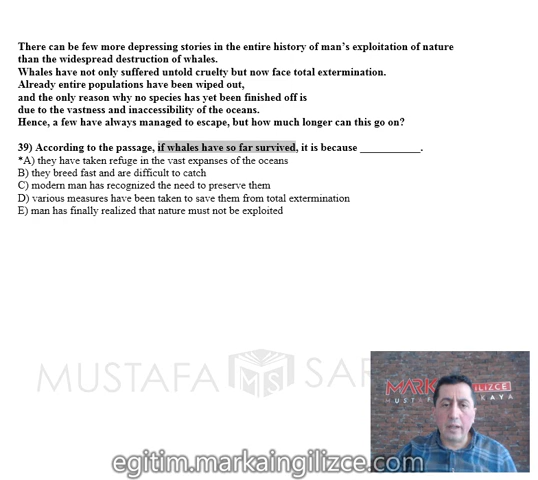 There can be few more depressing stories in the entire history of man's exploitation of nature
than the widespread destruction of whales.
Whales have not only suffered untold cruelty but now face total extermination.
Already entire populations have been wiped out,
and the only reason why no species has yet been finished off is
due to the vastness and inaccessibility of the oceans.
Hence, a few have always managed to escape, but how much longer can this go on?
39) According to the passage, if whales have so far survived, it is because ____________.
*A) they have taken refuge in the vast expanses of the oceans
B) they breed fast and are difficult to catch
C) modern man has recognized the need to preserve them
D) various measures have been taken to save them from total extermination
E) man has finally realized that nature must not be exploited
MUSTAFA MS SAR
MARK
egitim.markaingilizce.com